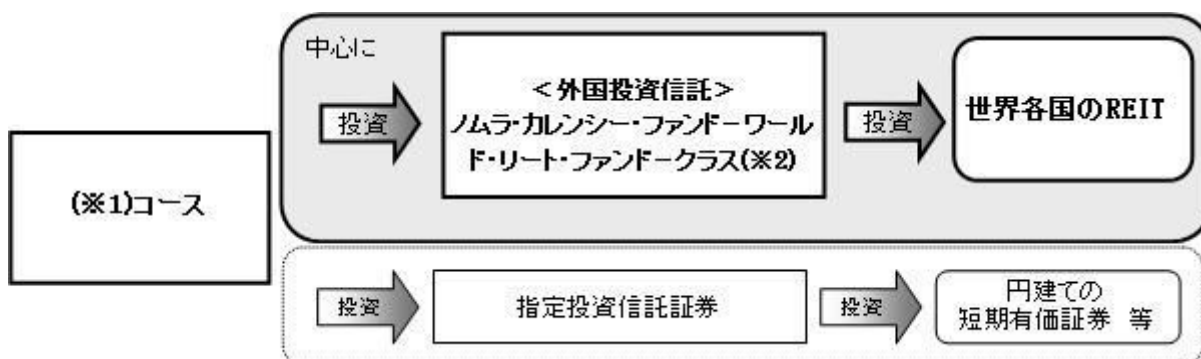 中心に
投資
<外国投資信託>
ノムラ・カレンシー・ファンドーワール
ド・リート・ファンドークラス(※2)
投資
世界各国のREIT
(※1)コース
投資
指定投資信託証券
投資
円建ての
短期有価証券 等